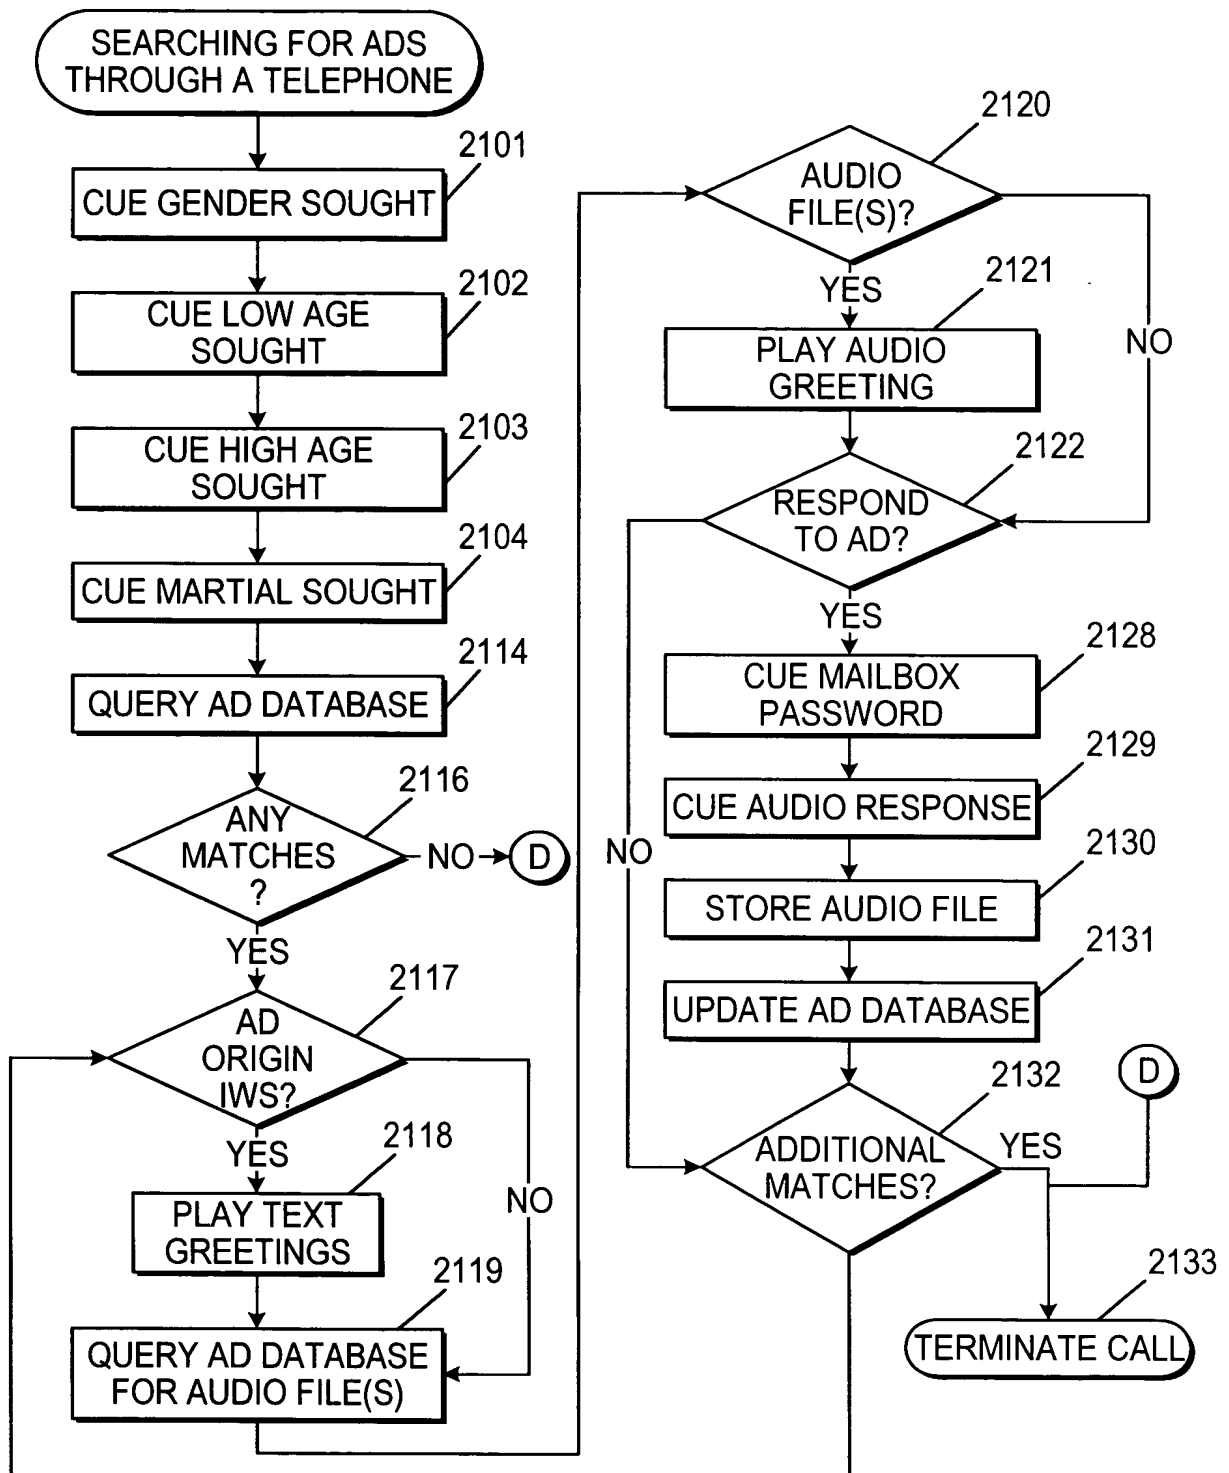 SEARCHING FOR ADS
THROUGH A TELEPHONE
2101
CUE GENDER SOUGHT
2102
CUE LOW AGE
SOUGHT
2103
CUE HIGH AGE
SOUGHT
2104
CUE MARTIAL SOUGHT
2114
QUERY AD DATABASE
2116
ANY
MATCHES
?
NO
D
YES
2117
AD
ORIGIN
IWS?
YES
NO
2118
PLAY TEXT
GREETINGS
2119
QUERY AD DATABASE
FOR AUDIO FILE(S)
2120
AUDIO
FILE(S)?
YES
NO
2121
PLAY AUDIO
GREETING
2122
RESPOND
TO AD?
YES
NO
2128
CUE MAILBOX
PASSWORD
2129
CUE AUDIO RESPONSE
2130
STORE AUDIO FILE
2131
UPDATE AD DATABASE
2132
D
ADDITIONAL
MATCHES?
YES
2133
TERMINATE CALL